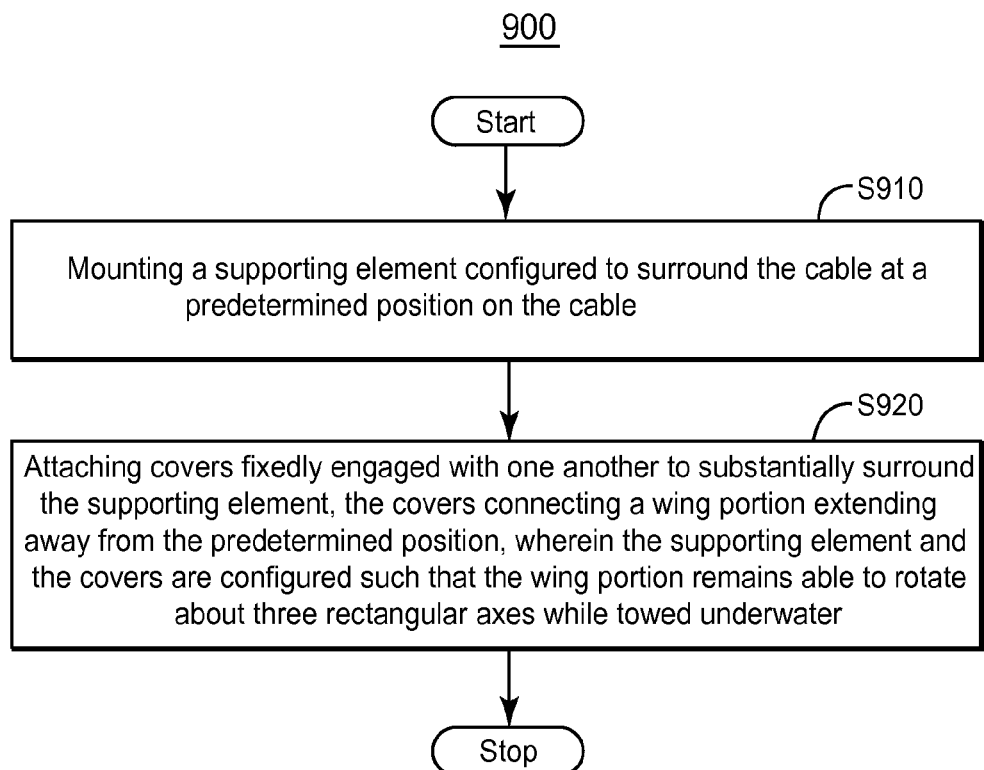 900
Start
S910
Mounting a supporting element configured to surround the cable at a
predetermined position on the cable
S920
Attaching covers fixedly engaged with one another to substantially surround
the supporting element, the covers connecting a wing portion extending
away from the predetermined position, wherein the supporting element and
the covers are configured such that the wing portion remains able to rotate
about three rectangular axes while towed underwater
Stop